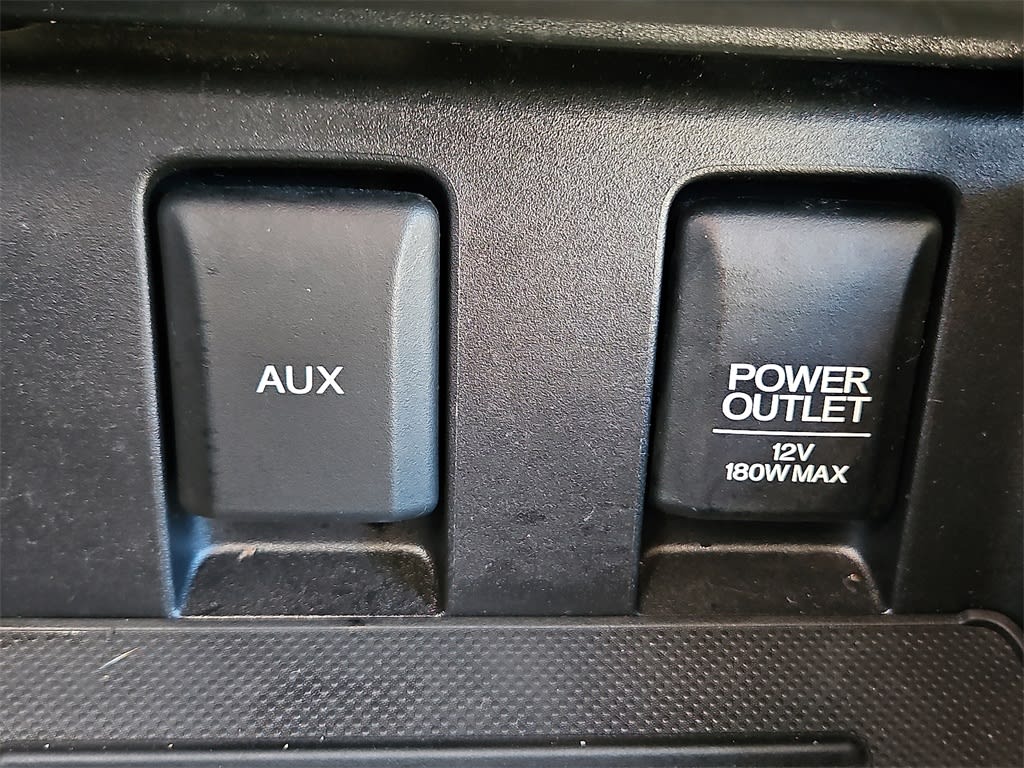 AUX
POWER
OUTLET
12V
180W MAX